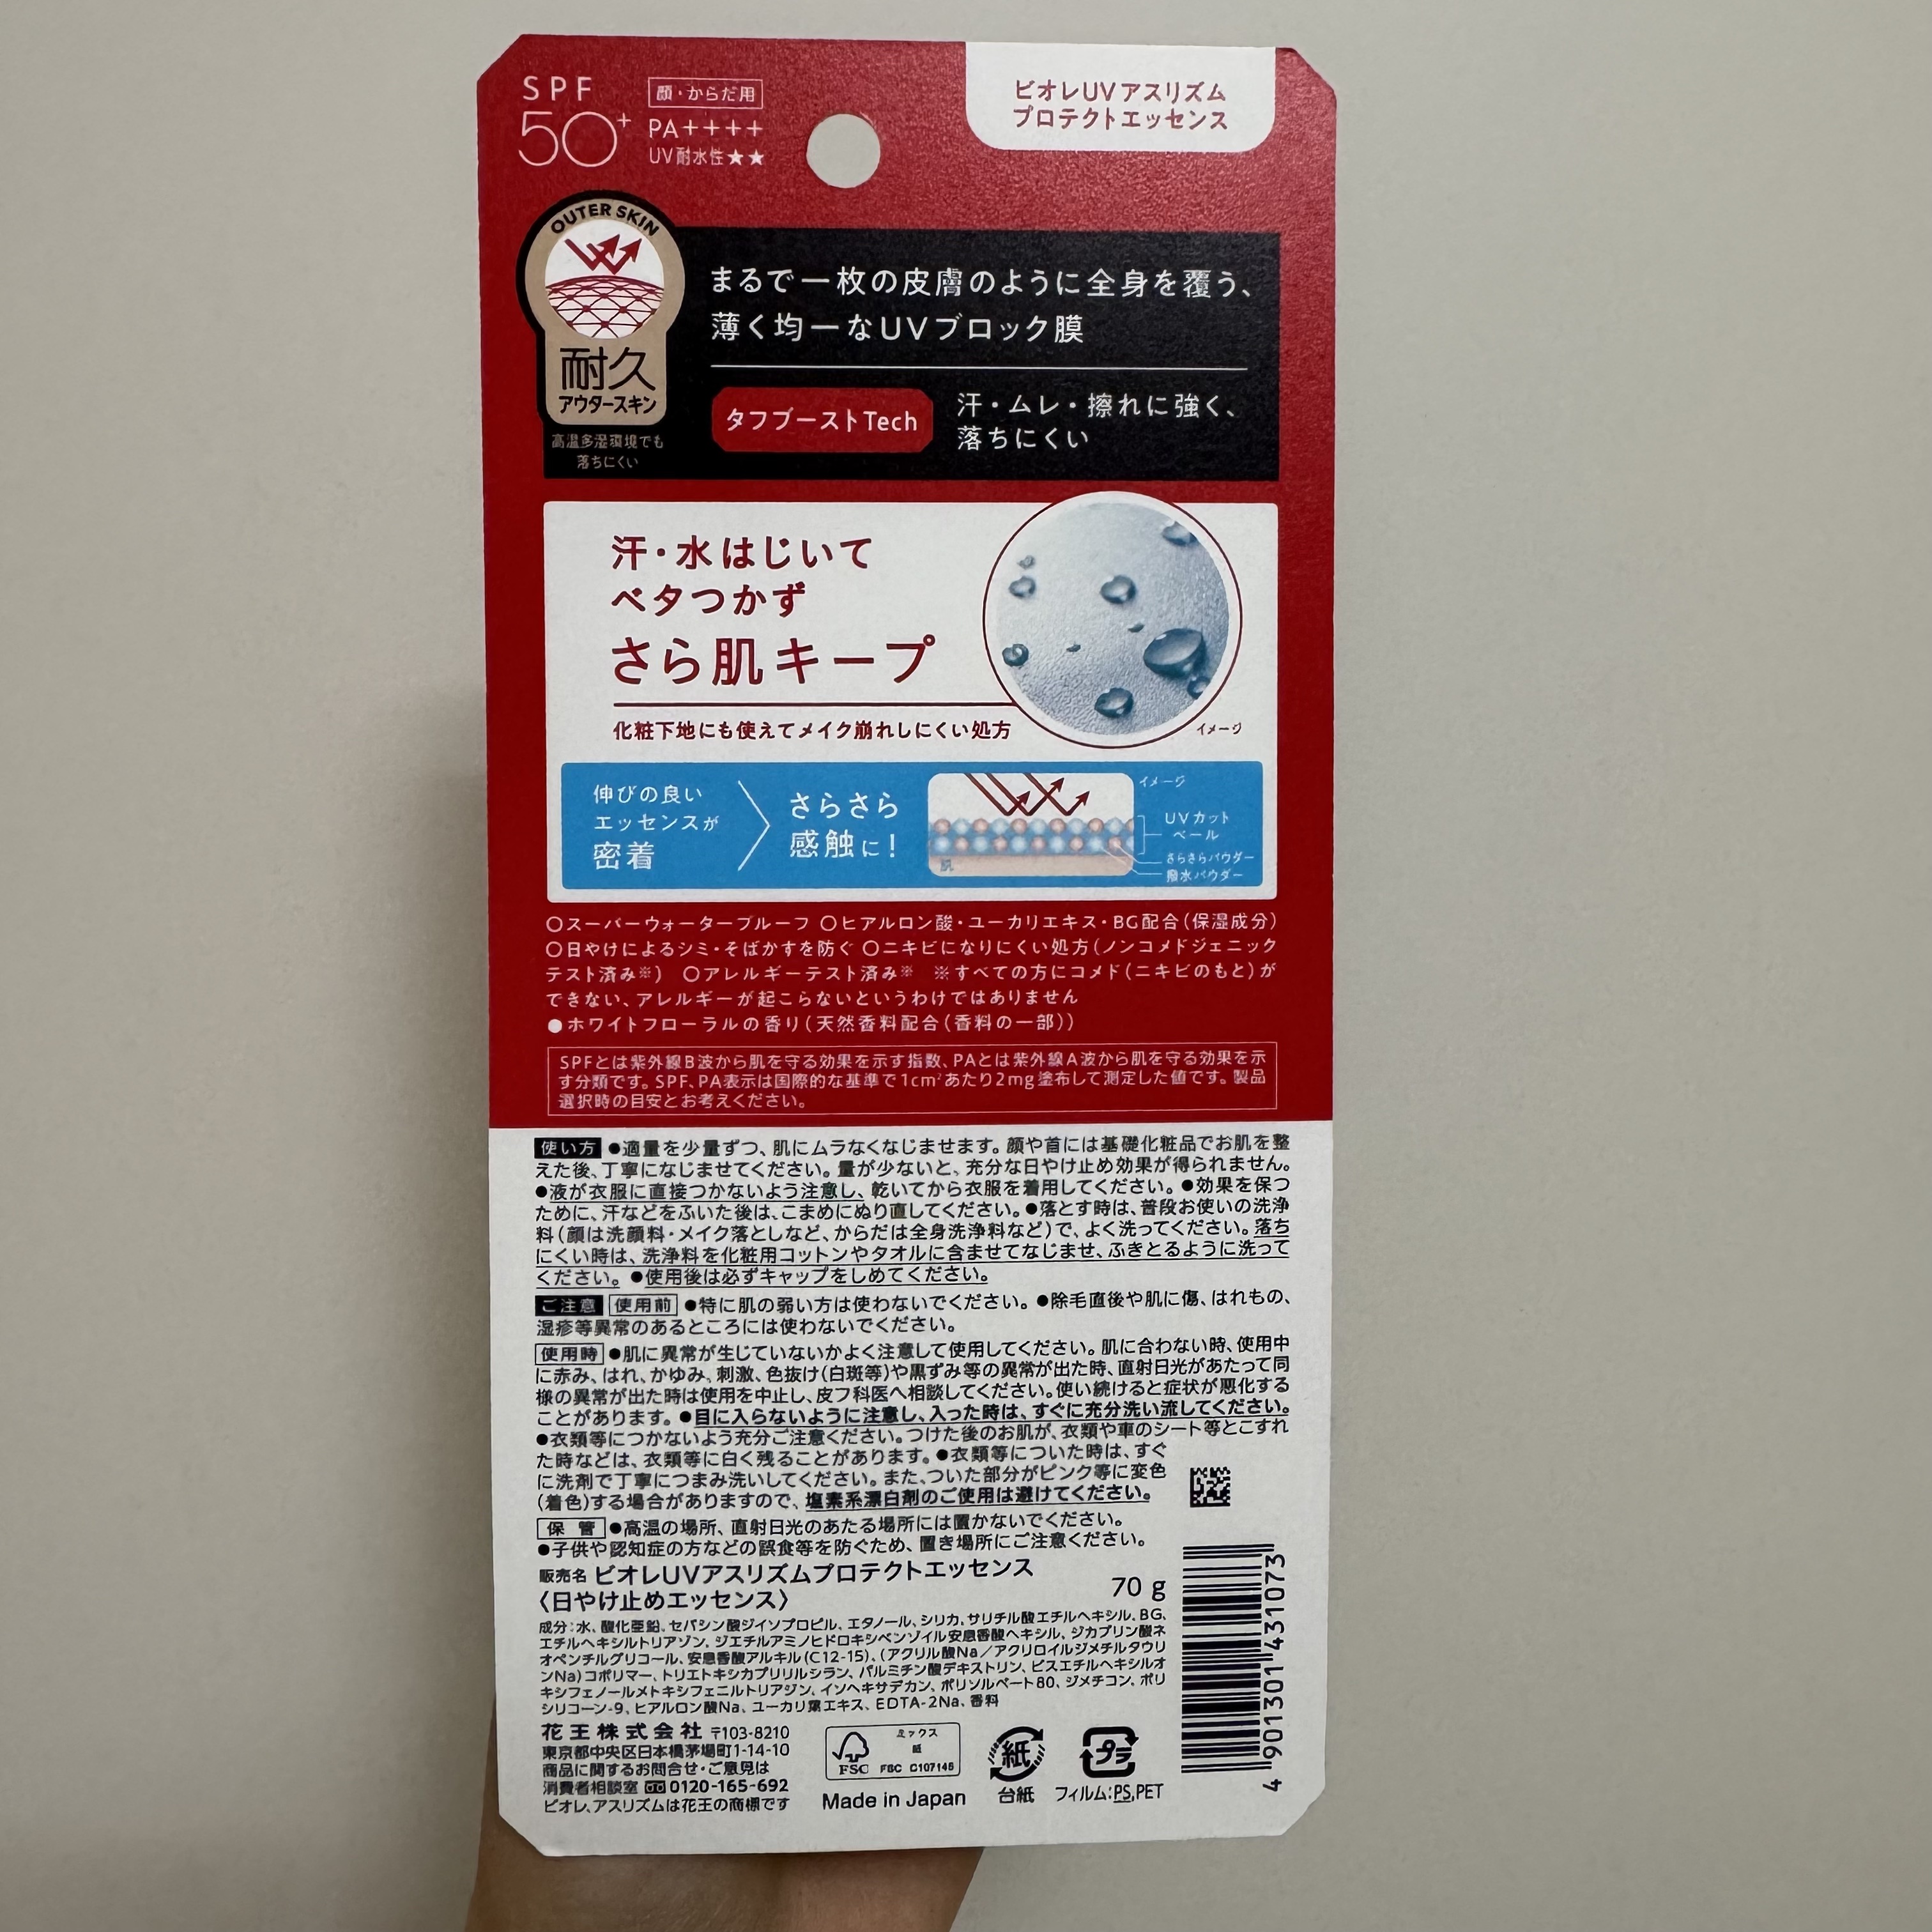 SPF
50+
顔・からだ用
PA++++
UV耐水性★★
ビオレUVアスリズム
プロテクトエッセンス
OUTER SKIN
耐久
アウタースキン
高温多湿環境でも
落ちにくい
まるで一枚の皮膚のように全身を覆う、
薄く均一なUVブロック膜
タフブーストTech
汗・ムレ・擦れに強く、
落ちにくい
汗・水はじいて
ベタつかず
さら肌キープ
化粧下地にも使えてメイク崩れしにくい処方
イメージ
伸びの良い
エッセンスが
密着
さらさら
感触に!
イメージ
UVカット
ベール
さらさらパウダー
撥水パウダー
肌
○スーパーウォータープルーフ ○ヒアルロン酸・ユーカリエキス・BG配合(保湿成分)
○日やけによるシミ・そばかすを防ぐ ○ニキビになりにくい処方(ノンコメドジェニック
テスト済み※) ○アレルギーテスト済み※ ※すべての方にコメド(ニキビのもと)が
できない、アレルギーが起こらないというわけではありません
●ホワイトフローラルの香り(天然香料配合(香料の一部))
SPFとは紫外線B波から肌を守る効果を示す指数、PAとは紫外線A波から肌を守る効果を示
す分類です。SPF、PA表示は国際的な基準で1cm²あたり2mg塗布して測定した値です。製品
選択時の目安とお考えください。
使い方 ●適量を少量ずつ、肌にムラなくなじませます。顔や首には基礎化粧品でお肌を整
えた後、丁寧になじませてください。量が少ないと、充分な日やけ止め効果が得られません。
●液が衣服に直接つかないよう注意し、乾いてから衣服を着用してください。●効果を保つ
ために、汗などをふいた後は、こまめにぬり直してください。●落とす時は、普段お使いの洗浄
料(顔は洗顔料・メイク落としなど、からだは全身洗浄料など)で、よく洗ってください。落ち
にくい時は、洗浄料を化粧用コットンやタオルに含ませてなじませ、ふきとるように洗って
ください。●使用後は必ずキャップをしめてください。
ご注意 使用前 ●特に肌の弱い方は使わないでください。●除毛直後や肌に傷、はれもの、
湿疹等異常のあるところには使わないでください。
使用時 ●肌に異常が生じていないかよく注意して使用してください。肌に合わない時、使用中
に赤み、はれ、かゆみ、刺激、色抜け(白斑等)や黒ずみ等の異常が出た時、直射日光があたって同
様の異常が出た時は使用を中止し、皮フ科医へ相談してください。使い続けると症状が悪化する
ことがあります。●目に入らないように注意し、入った時は、すぐに充分洗い流してください。
●衣類等につかないよう充分ご注意ください。つけた後のお肌が、衣類や車のシート等とこすれ
た時などは、衣類等に白く残ることがあります。●衣類等についた時は、すぐ
に洗剤で丁寧につまみ洗いしてください。また、ついた部分がピンク等に変色
(着色)する場合がありますので、塩素系漂白剤のご使用は避けてください。
保管 ●高温の場所、直射日光のあたる場所には置かないでください。
●子供や認知症の方などの誤食等を防ぐため、置き場所にご注意ください。
販売名 ビオレUVアスリズムプロテクトエッセンス
〈日やけ止めエッセンス〉 70g
成分:水、酸化亜鉛、セバシン酸ジイソプロピル、エタノール、シリカ、サリチル酸エチルヘキシル、BG、
エチルヘキシルトリアゾン、ジエチルアミノヒドロキシベンゾイル安息香酸ヘキシル、ジカプリン酸ネ
オペンチルグリコール、安息香酸アルキル(C12-15)、(アクリル酸Na/アクリロイルジメチルタウリ
ンNa)コポリマー、トリエトキシカプリリルシラン、パルミチン酸デキストリン、ビスエチルヘキシルオ
キシフェノールメトキシフェニルトリアジン、イソヘキサデカン、ポリソルベート80、ジメチコン、ポリ
シリコーン-9、ヒアルロン酸Na、ユーカリ葉エキス、EDTA-2Na、香料
花王株式会社 〒103-8210
東京都中央区日本橋茅場町1-14-10
商品に関するお問合せ・ご意見は
消費者相談室 0120-165-692
ビオレ、アスリズムは花王の商標です
FSC
ミックス
紙
FSC C107146
Made in Japan
紙
台紙
プラ
フィルム:PS,PET
4 901301 431073